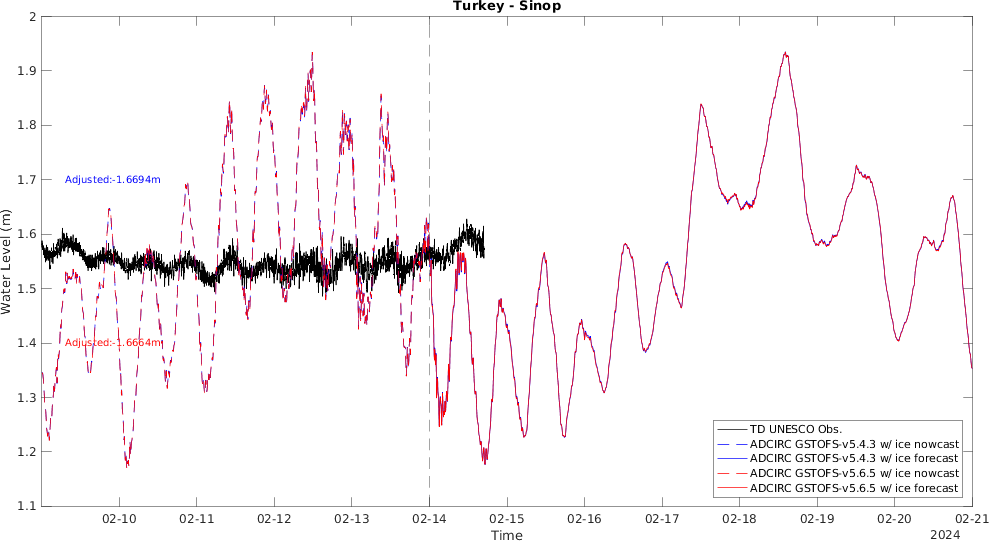 Turkey - Sinop
2
1.9
1.8
1.7
1.6
1.5
1.4
1.3
1.2
1.1
Water Level (m)
Adjusted:-1.6694m
Adjusted:-1.6664m
TD UNESCO Obs.
ADCIRC GSTOFS-v5.4.3 w/ ice nowcast
ADCIRC GSTOFS-v5.4.3 w/ ice forecast
ADCIRC GSTOFS-v5.6.5 w/ ice nowcast
ADCIRC GSTOFS-v5.6.5 w/ ice forecast
02-10 02-11 02-12 02-13 02-14 02-15 02-16 02-17 02-18 02-19 02-20 02-21
Time
2024